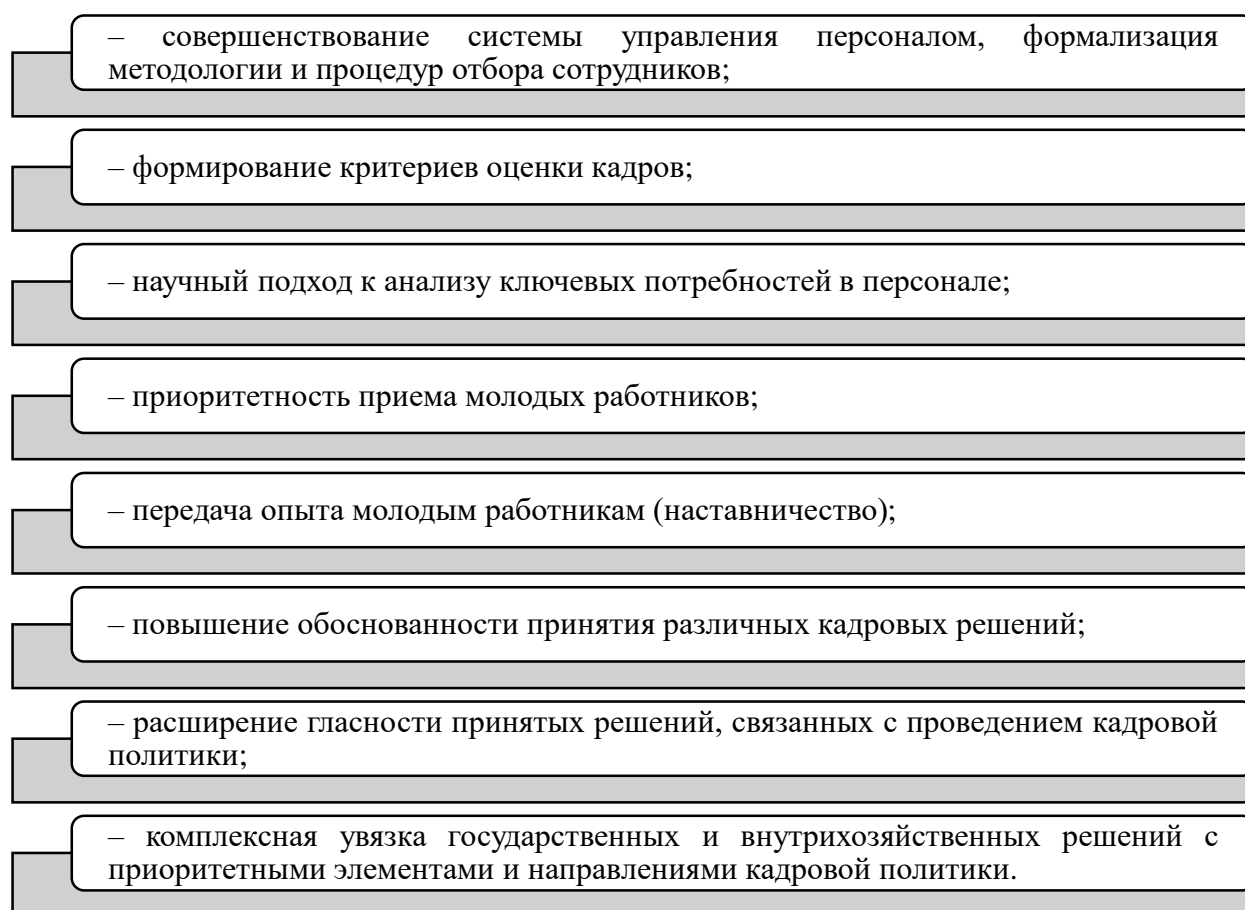 – совершенствование системы управления персоналом, формализация
методологии и процедур отбора сотрудников;
– формирование критериев оценки кадров;
– научный подход к анализу ключевых потребностей в персонале;
– приоритетность приема молодых работников;
– передача опыта молодым работникам (наставничество);
– повышение обоснованности принятия различных кадровых решений;
– расширение гласности принятых решений, связанных с проведением кадровой
политики;
– комплексная увязка государственных и внутрихозяйственных решений с
приоритетными элементами и направлениями кадровой политики.